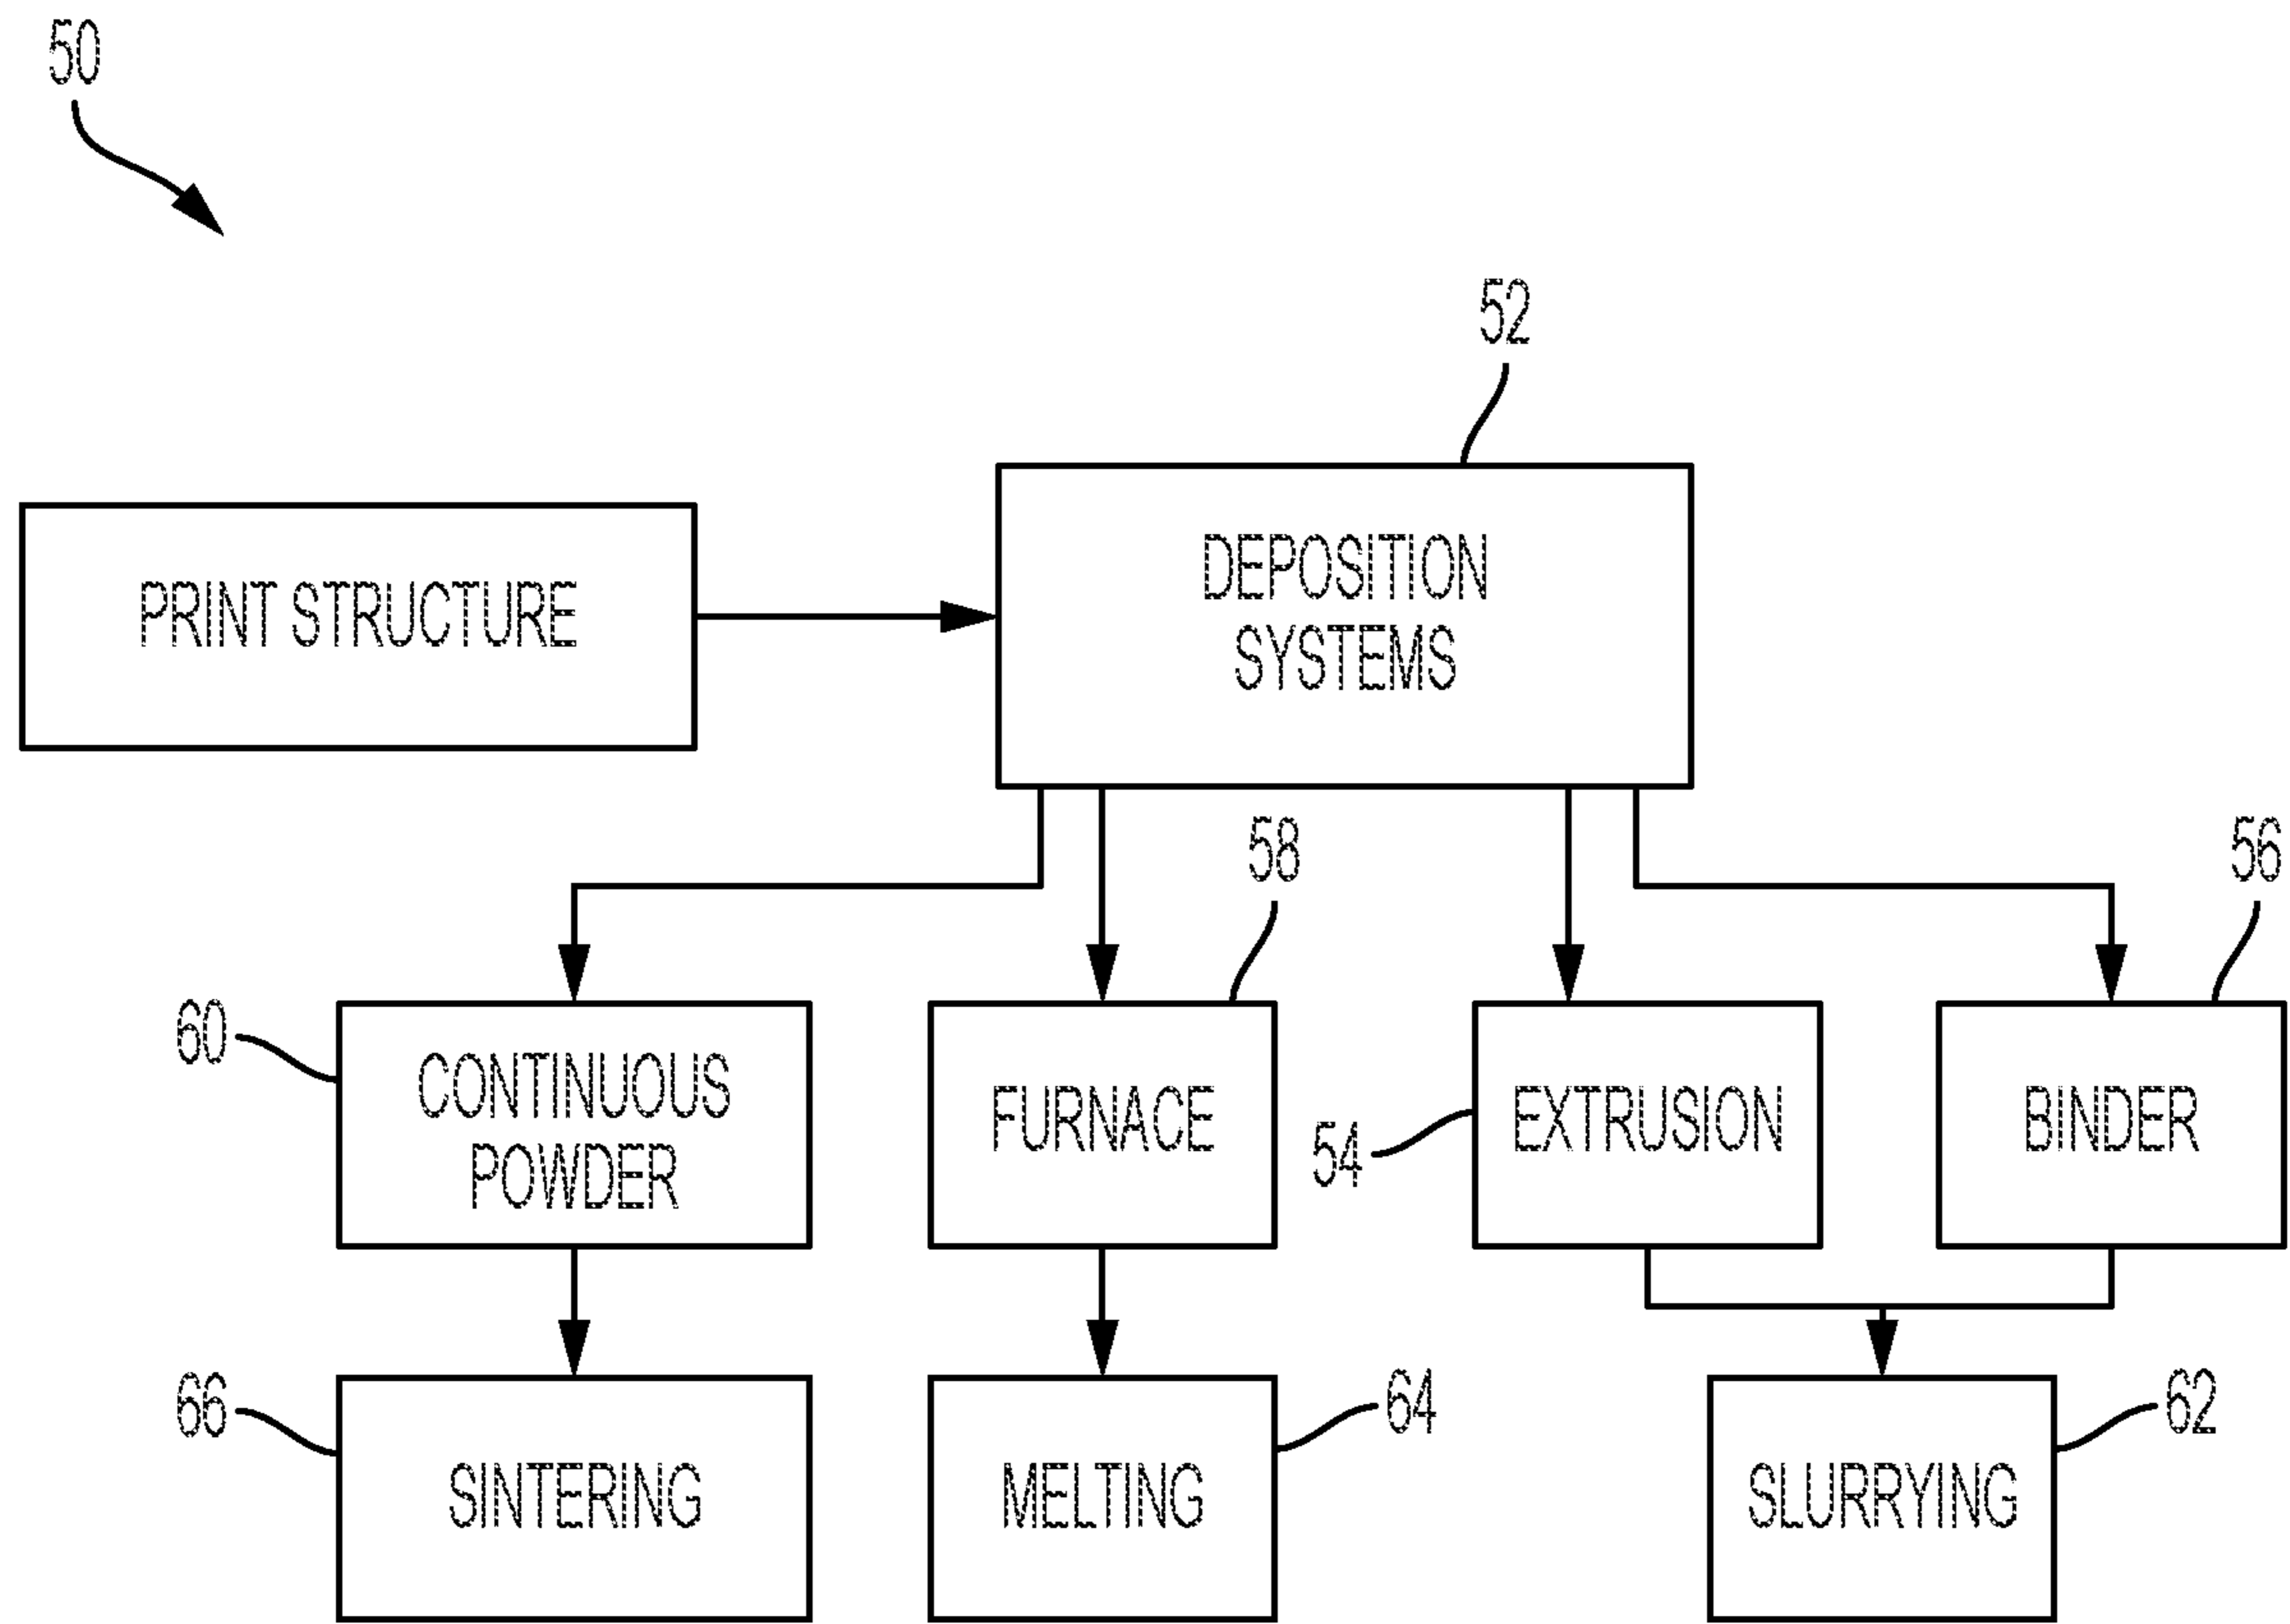 50
52
PRINT STRUCTURE
DEPOSITION
SYSTEMS
58
56
60
CONTINUOUS
POWDER
FURNACE
54
EXTRUSION
BINDER
66
SINTERING
MELTING
64
SLURRYING
62